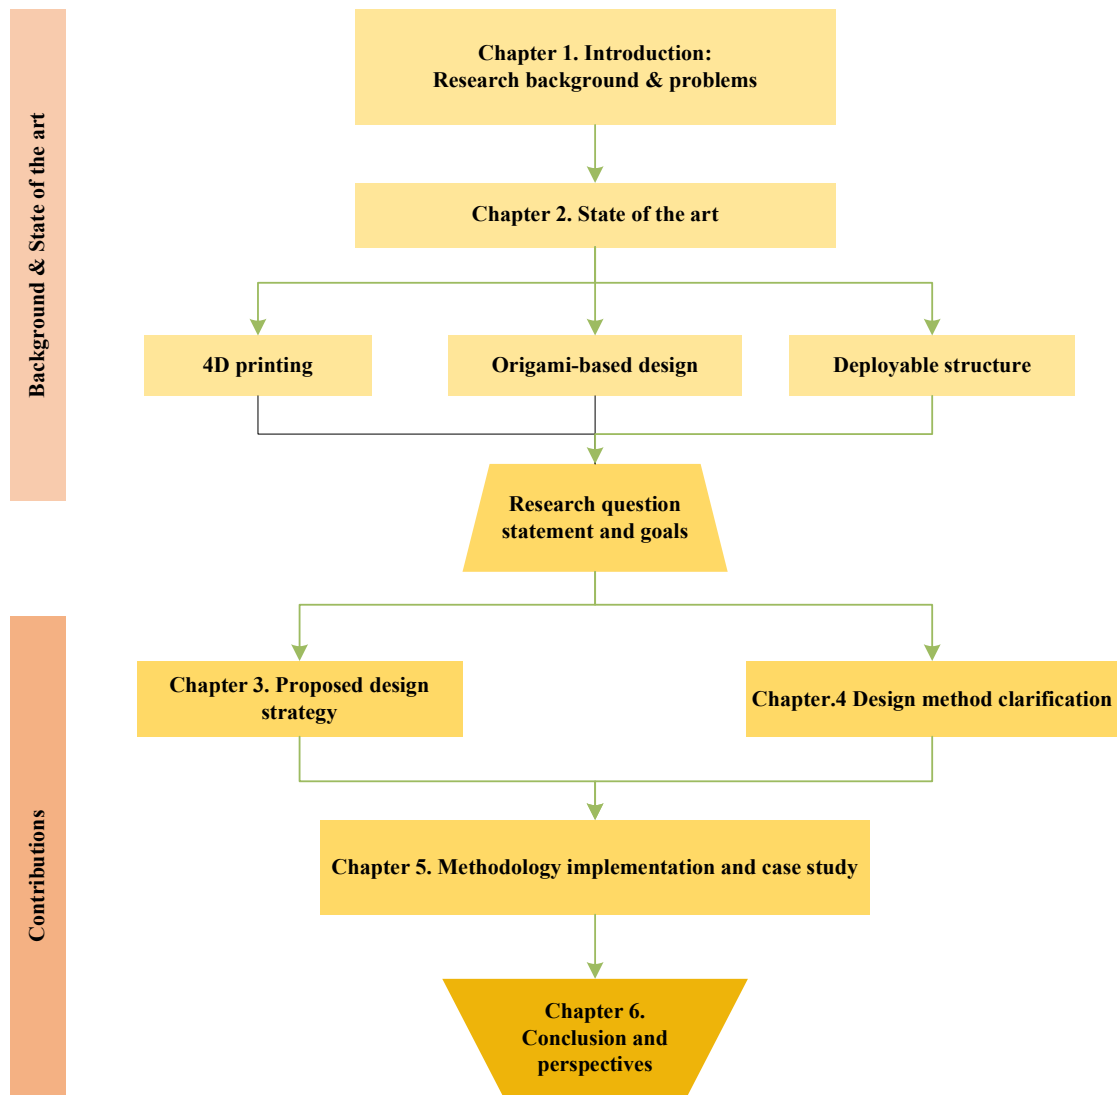 Background & State of the art
Chapter 1. Introduction:
Research background & problems
Chapter 2. State of the art
4D printing
Origami-based design
Deployable structure
Research question
statement and goals
Contributions
Chapter 3. Proposed design
strategy
Chapter.4 Design method clarification
Chapter 5. Methodology implementation and case study
Chapter 6.
Conclusion and
perspectives